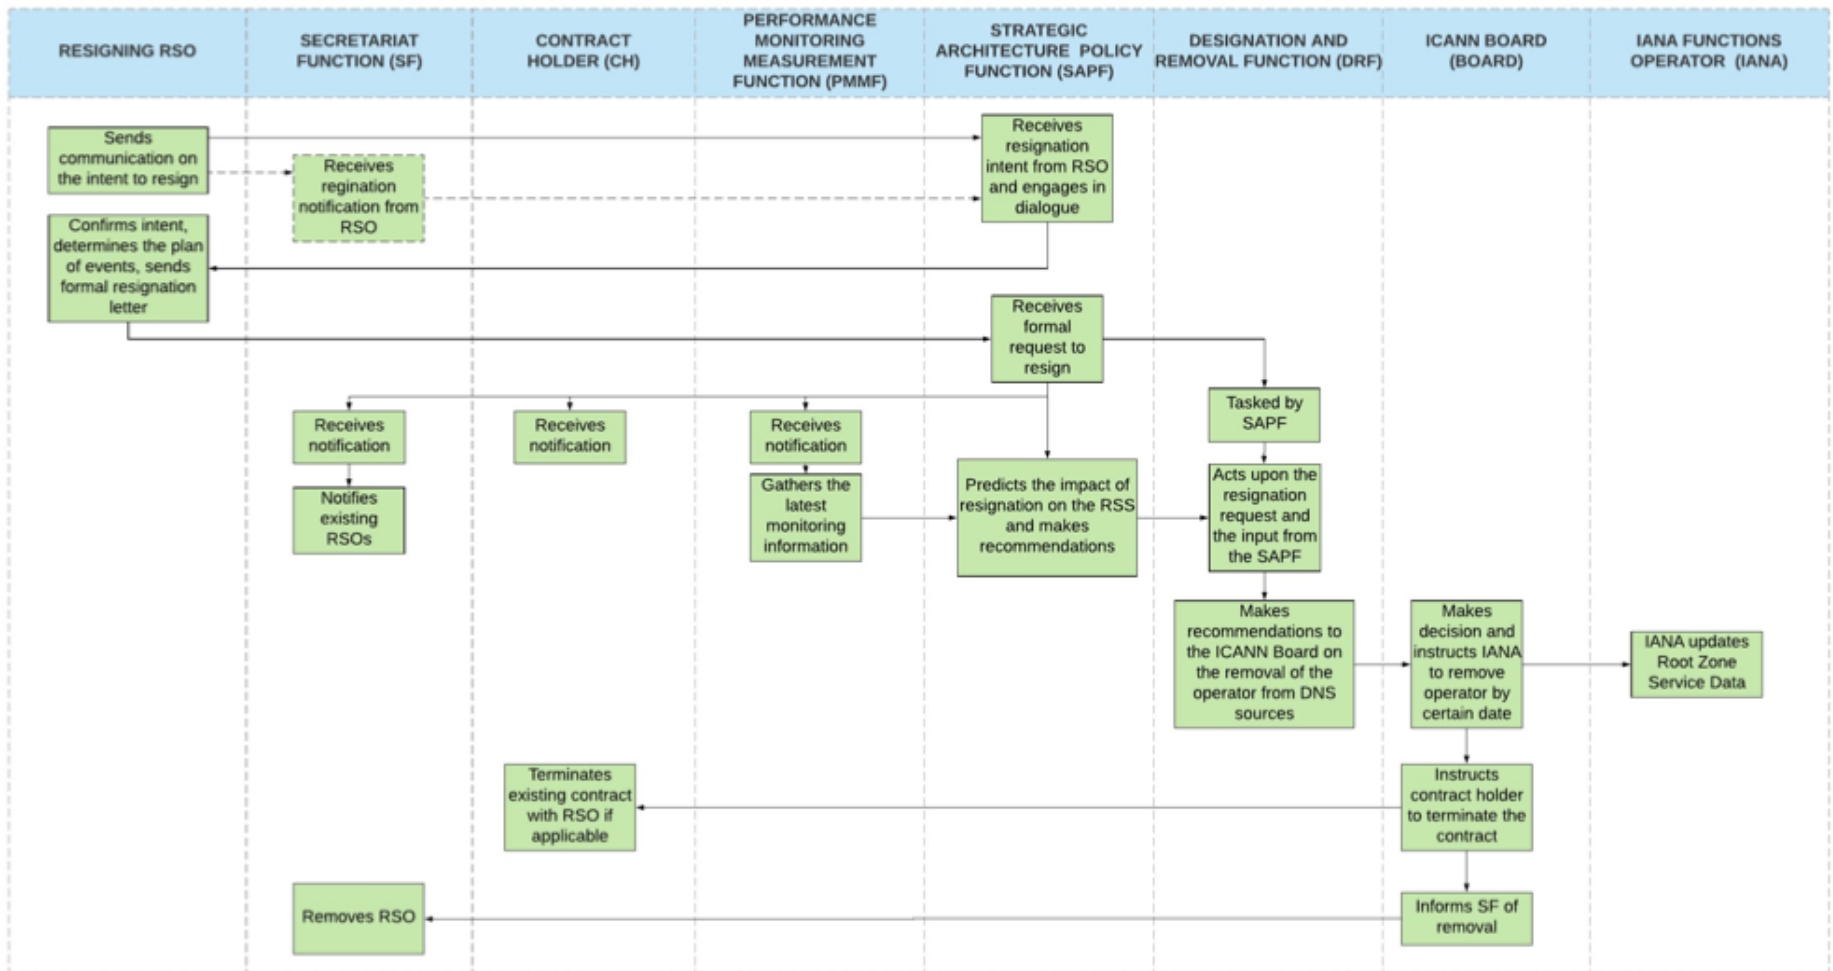 RESIGNING RSO
SECRETARIAT
FUNCTION (SF)
CONTRACT
HOLDER (CH)
PERFORMANCE
MONITORING
MEASUREMENT
FUNCTION (PMMF)
STRATEGIC
ARCHITECTURE POLICY
FUNCTION (SAPF)
DESIGNATION AND
REMOVAL FUNCTION (DRF)
ICANN BOARD
(BOARD)
IANA FUNCTIONS
OPERATOR (IANA)
Sends
communication on
the intent to resign
Receives
regination
notification from
RSO
Receives
resignation
intent from RSO
and engages in
dialogue
Confirms intent,
determines the plan
of events, sends
formal resignation
letter
Receives
formal
request to
resign
Tasked by
SAPF
Receives
notification
Receives
notification
Receives
notification
Notifies
existing
RSOs
Gathers the
latest
monitoring
information
Predicts the impact of
resignation on the RSS
and makes
recommendations
Acts upon the
resignation
request and
the input from
the SAPF
Makes
recommendations to
the ICANN Board on
the removal of the
operator from DNS
sources
Makes
decision and
instructs IANA
to remove
operator by
certain date
IANA updates
Root Zone
Service Data
Terminates
existing contract
with RSO if
applicable
Instructs
contract holder
to terminate the
contract
Removes RSO
Informs SF of
removal